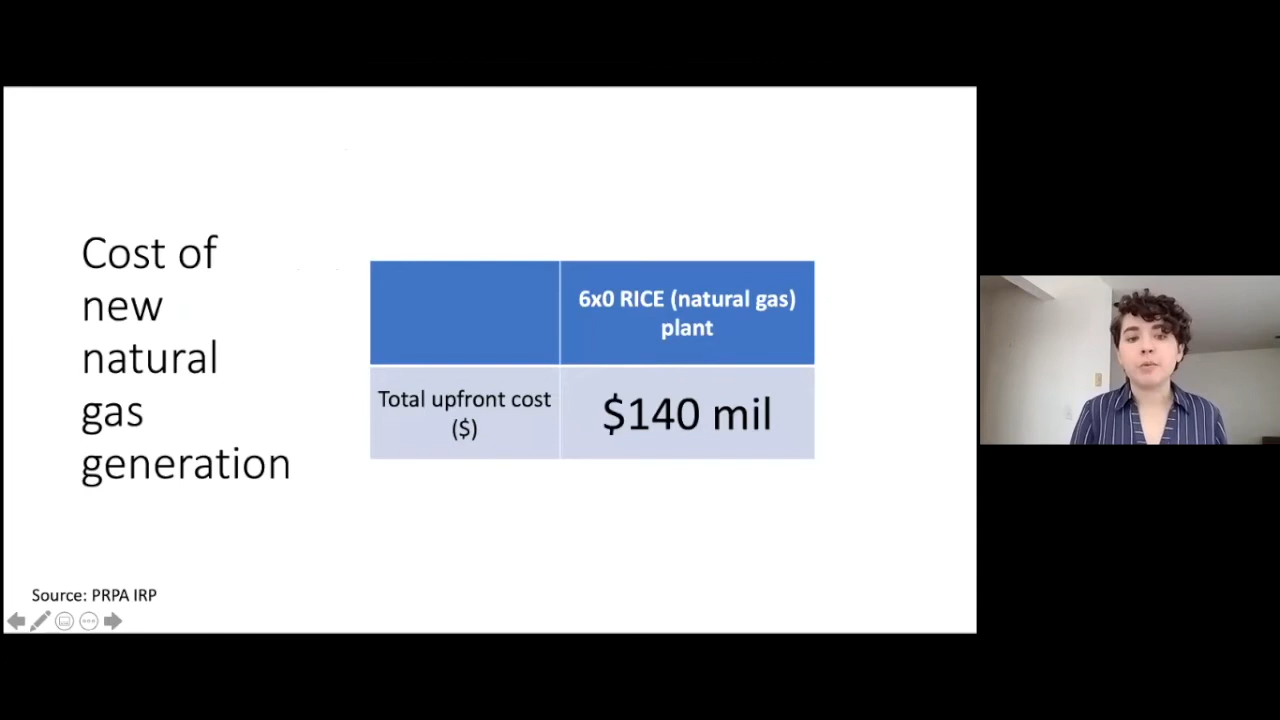 Cost of
new
natural
gas
generation
6x0 RICE (natural gas)
plant
Total upfront cost
($)
$140 mil
Source: PRPA IRP